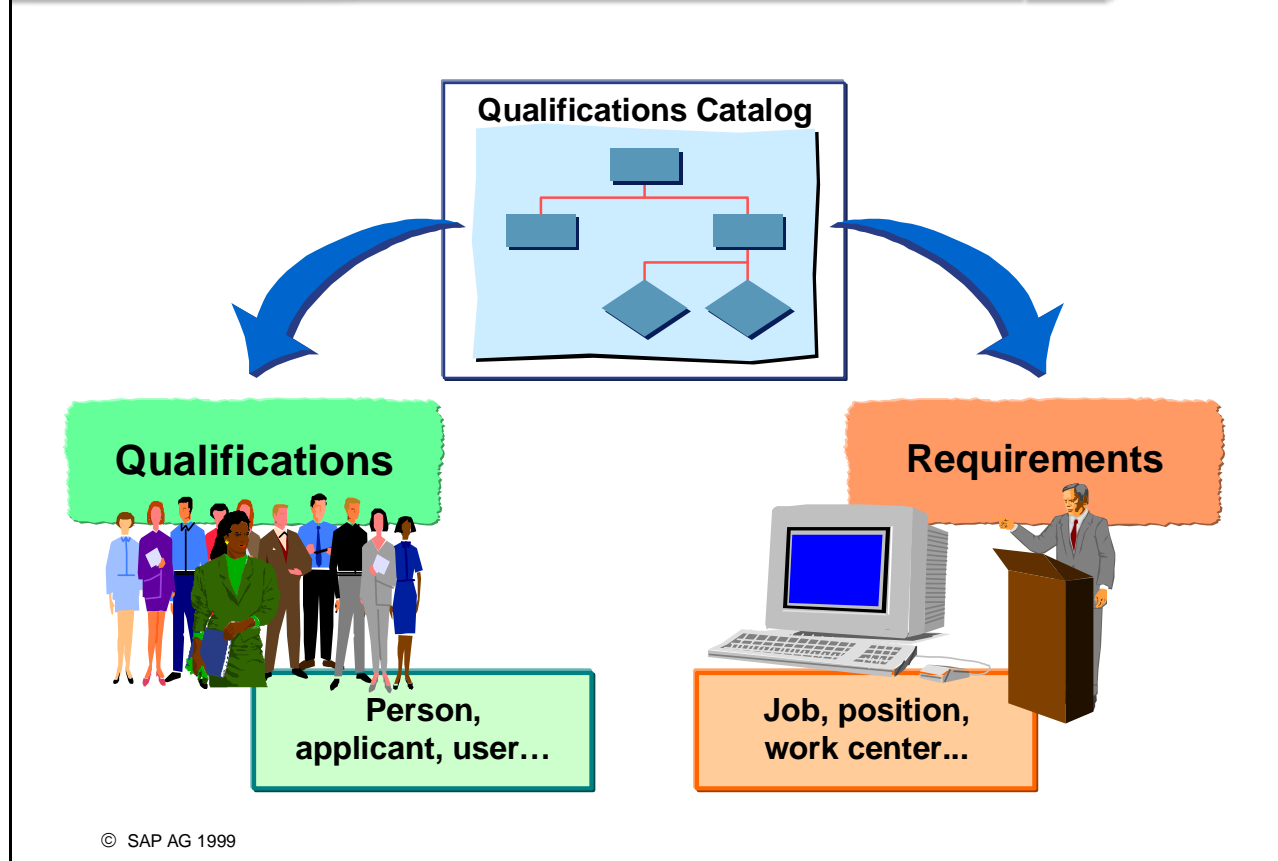 Qualifications Catalog
Qualifications
Requirements
Person,
applicant, user…
Job, position,
work center...
© SAP AG 1999